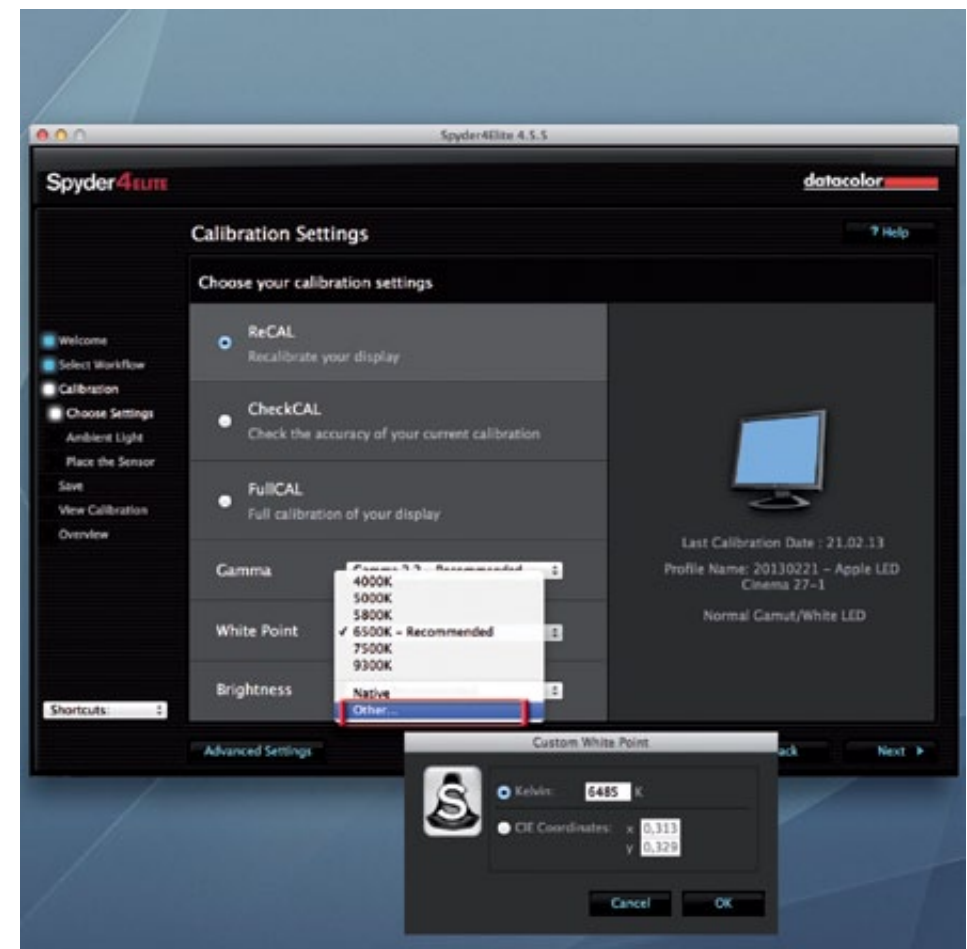 Spyder4Elite 4.5.5
Spyder4ELITE
datacolor
Calibration Settings
? Help
Choose your calibration settings
Welcome
Select Workflow
Calibration
Choose Settings
Ambient Light
Place the Sensor
Save
View Calibration
Overview
Shortcuts:
ReCAL
Recalibrate your display
CheckCAL
Check the accuracy of your current calibration
FullCAL
Full calibration of your display
Gamma
Gamma 2.2 - Recommended
White Point
4000K
5000K
5800K
✓ 6500K - Recommended
7500K
9300K
Native
Other...
Brightness
Last Calibration Date : 21.02.13
Profile Name: 20130221 - Apple LED
Cinema 27-1
Normal Gamut/White LED
Advanced Settings
Next
Custom White Point
Kelvin: 6485 K
CIE Coordinates: x 0,313
y 0,329
Cancel OK